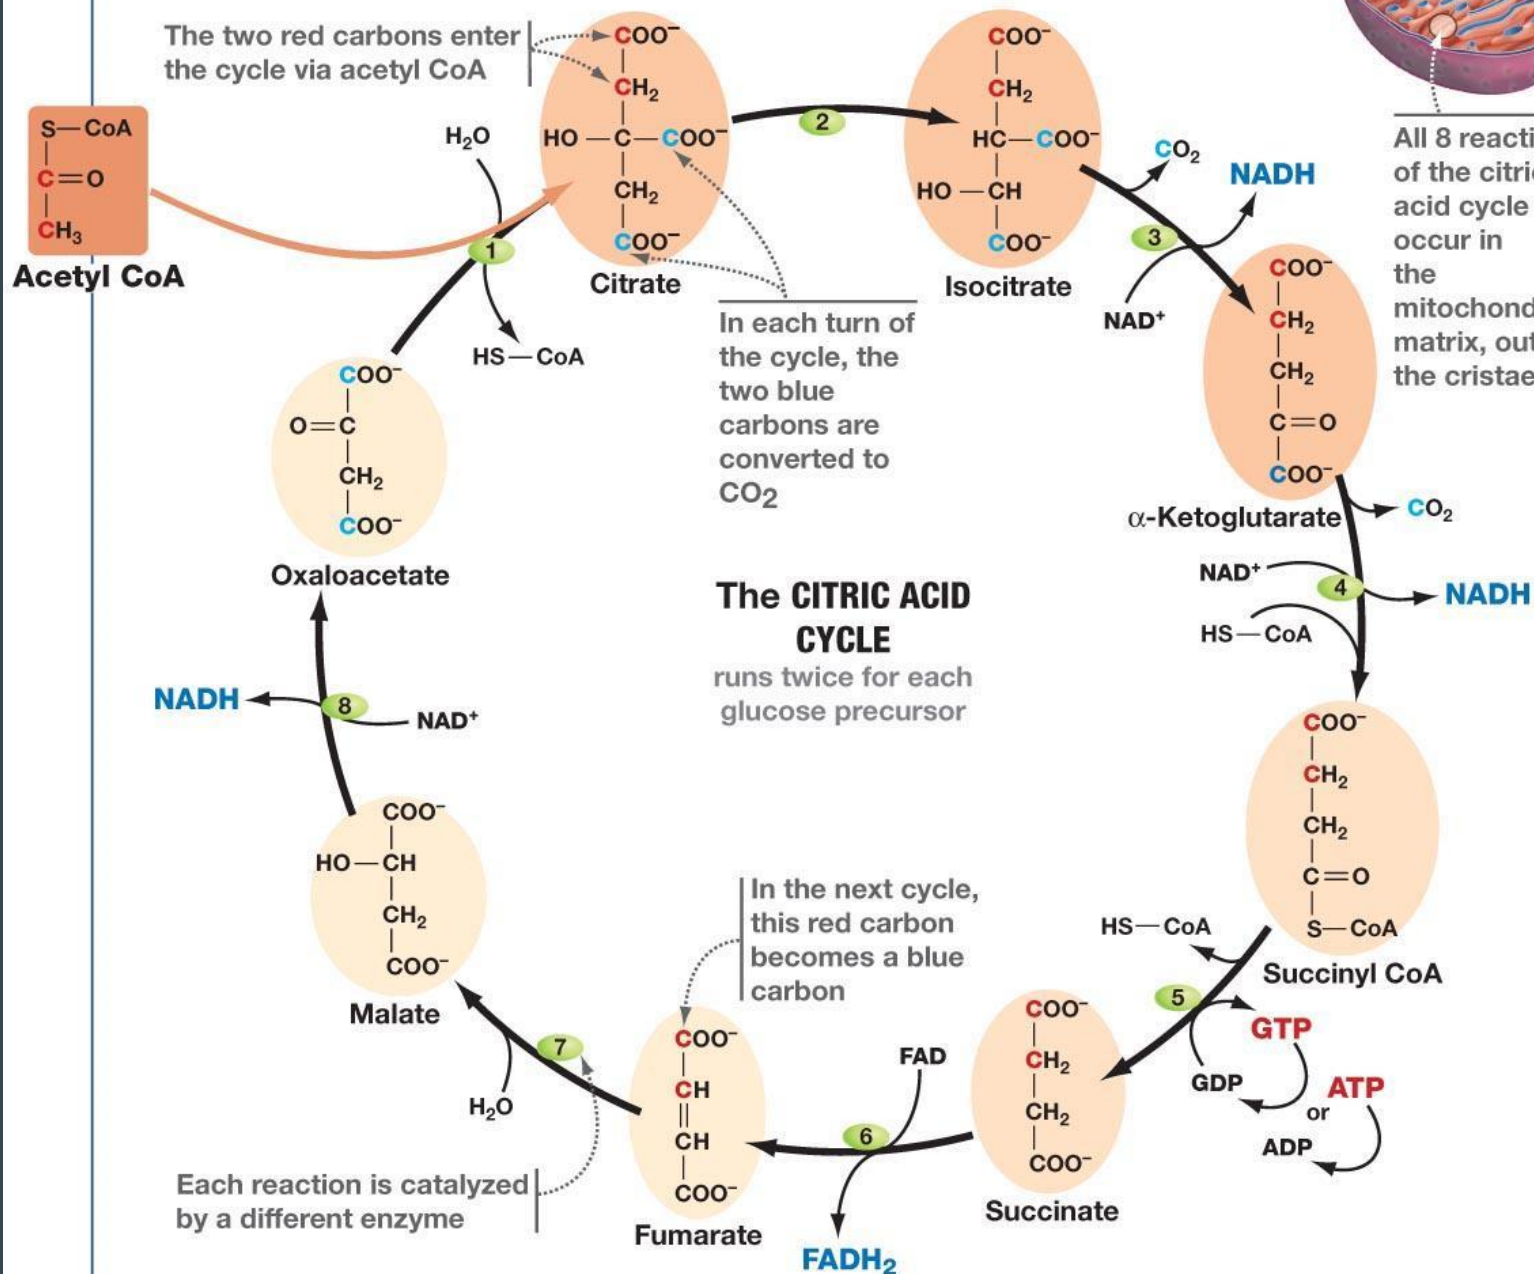 The two red carbons enter
the cycle via acetyl CoA
S—CoA
C=O
CH₃
Acetyl CoA
H₂O
1
HS—CoA
COO⁻
CH₂
HO—C—COO⁻
CH₂
COO⁻
Citrate
2
COO⁻
CH₂
HC—COO⁻
HO—CH
COO⁻
Isocitrate
CO₂
NADH
3
NAD⁺
All 8 reacti
of the citri
acid cycle
occur in
the
mitochond
matrix, out
the cristae
In each turn of
the cycle, the
two blue
carbons are
converted to
CO2
COO⁻
CH₂
CH₂
C=O
COO⁻
α-Ketoglutarate
CO₂
NAD⁺
4
NADH
HS—CoA
COO⁻
CH₂
CH₂
C=O
S—CoA
Succinyl CoA
HS—CoA
5
GTP
GDP
or
ATP
ADP
COO⁻
CH₂
CH₂
COO⁻
Succinate
FAD
6
FADH₂
In the next cycle,
this red carbon
becomes a blue
carbon
COO⁻
CH
CH
COO⁻
Fumarate
7
H₂O
Each reaction is catalyzed
by a different enzyme
COO⁻
HO—CH
CH₂
COO⁻
Malate
NADH
8
NAD⁺
COO⁻
O=C
CH₂
COO⁻
Oxaloacetate
The CITRIC ACID
CYCLE
runs twice for each
glucose precursor